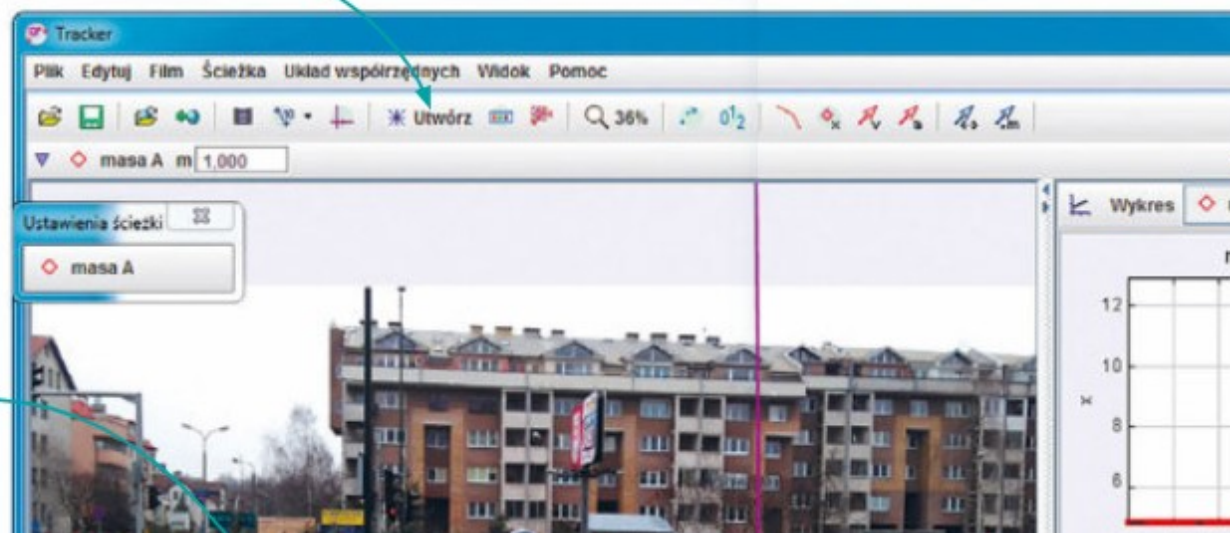 Tracker
Plik Edytuj Film Ścieżka Układ współrzędnych Widok Pomoc
Utwórz 36%
masa A m 1,000
Ustawienia ścieżki
masa A
Wykres
12
10
x
8
6